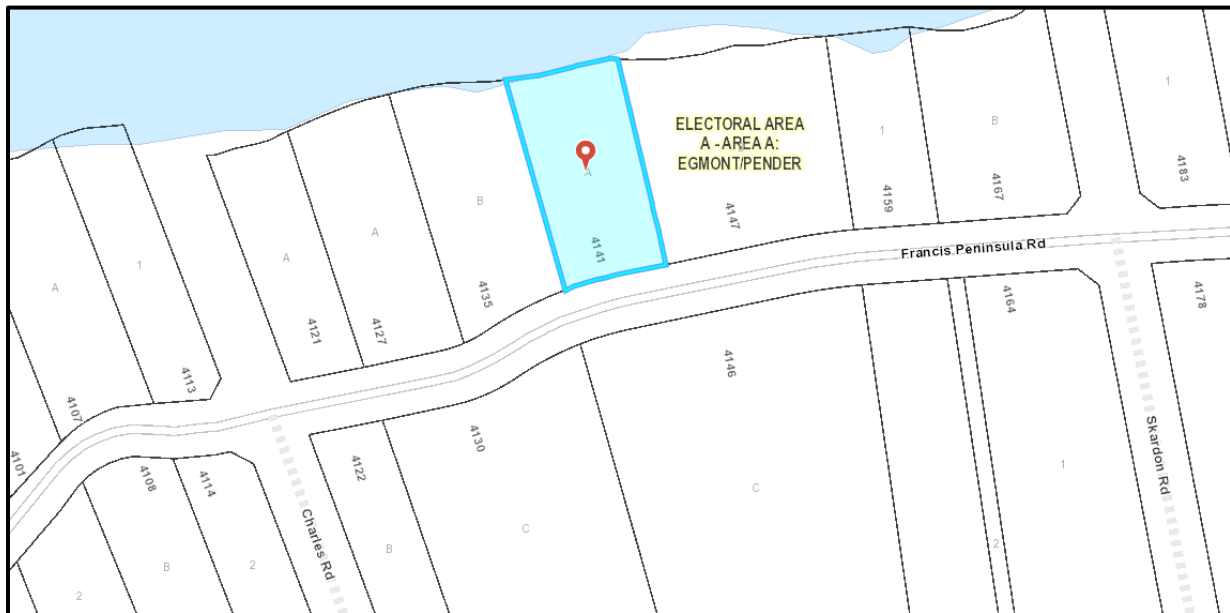 ELECTORAL AREA
A - AREA A:
EGMONT/PENDER
1
B
1
4183
A
4159
4167
4147
4141
B
Francis Peninsula Rd
A
A
1
A
4135
4164
4178
4121
4127
4113
4107
4101
4146
4130
4122
4108
4114
Charles Rd
Skardon Rd
1
C
C
2
B
B
2
2